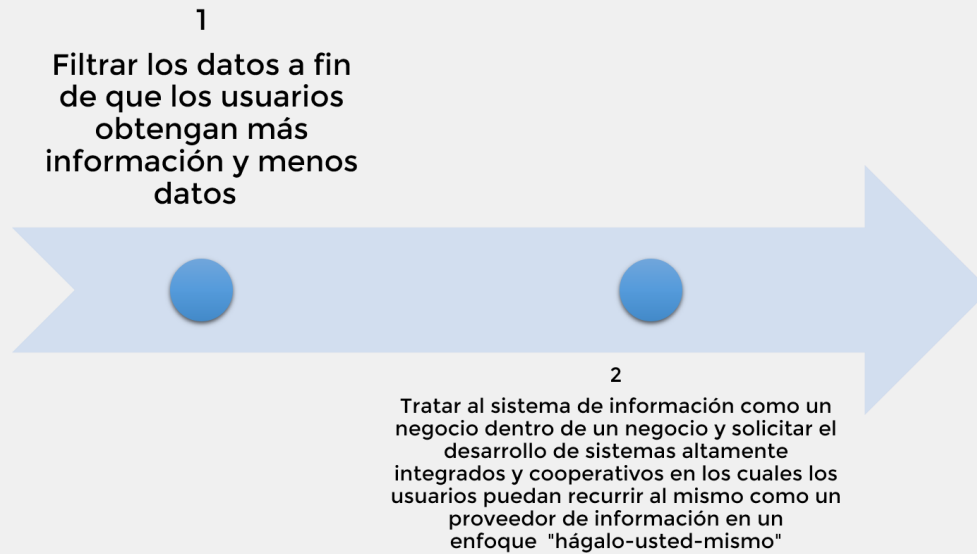 1
Filtrar los datos a fin
de que los usuarios
obtengan más
información y menos
datos
2
Tratar al sistema de información como un
negocio dentro de un negocio y solicitar el
desarrollo de sistemas altamente
integrados y cooperativos en los cuales los
usuarios puedan recurrir al mismo como un
proveedor de información en un
enfoque "hágalo-usted-mismo"